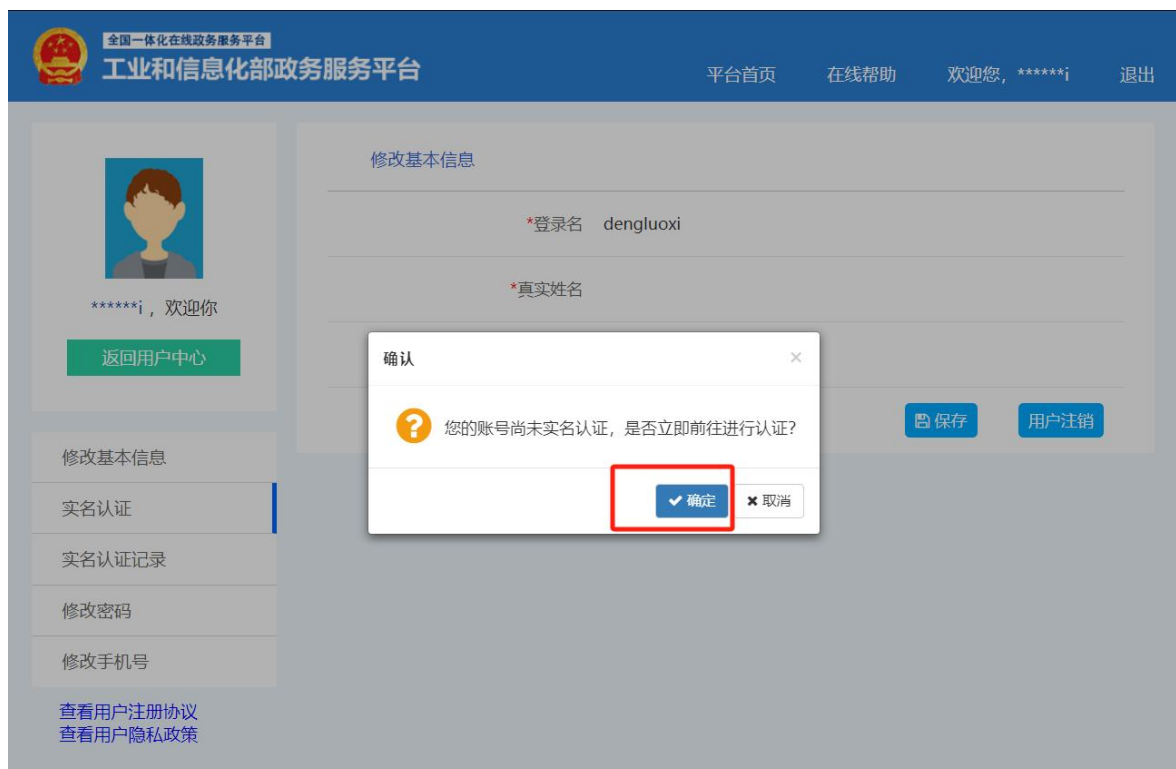 全国一体化在线政务服务平台
工业和信息化部政务服务平台
平台首页 在线帮助 欢迎您, ******i 退出
******i , 欢迎你
返回用户中心
修改基本信息
实名认证
实名认证记录
修改密码
修改手机号
查看用户注册协议
查看用户隐私政策
修改基本信息
*登录名 dengluoxi
*真实姓名
保存 用户注销
确认 ×
您的账号尚未实名认证，是否立即前往进行认证?
确定 取消